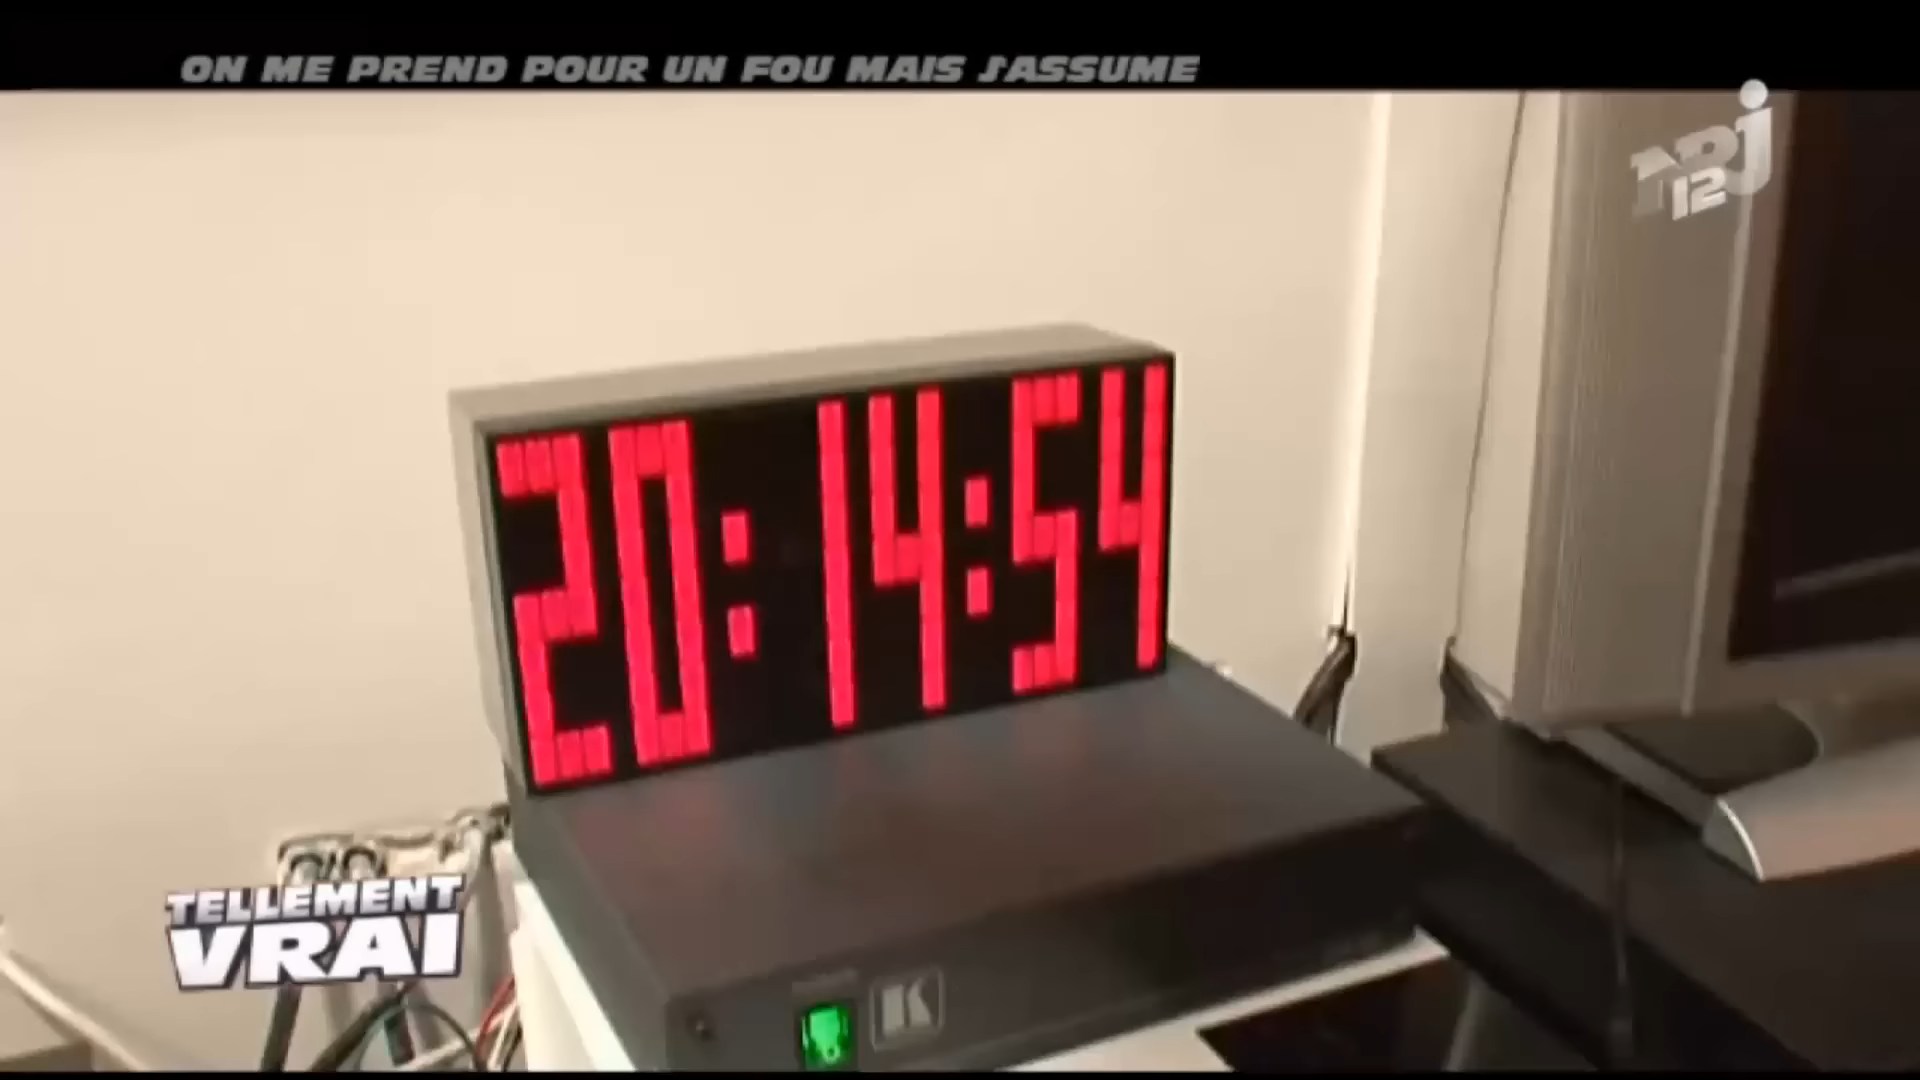 ON ME PREND POUR UN FOU MAIS J'ASSUME
NRJ
12
20:14:54
TELLEMENT
VRAI
K